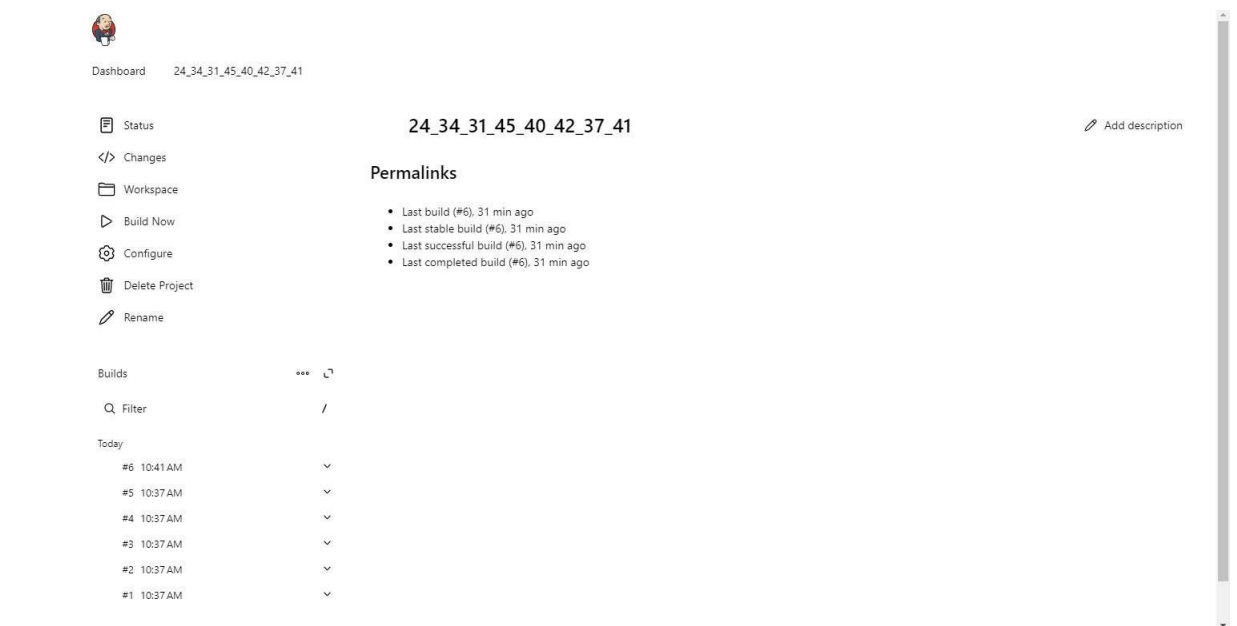 Dashboard 24_34_31_45_40_42_37_41
Status
Changes
Workspace
Build Now
Configure
Delete Project
Rename
24_34_31_45_40_42_37_41
Add description
Permalinks
Last build (#6), 31 min ago
Last stable build (#6), 31 min ago
Last successful build (#6), 31 min ago
Last completed build (#6), 31 min ago
Builds
Filter /
Today
#6 10:41 AM
#5 10:37 AM
#4 10:37 AM
#3 10:37 AM
#2 10:37 AM
#1 10:37 AM